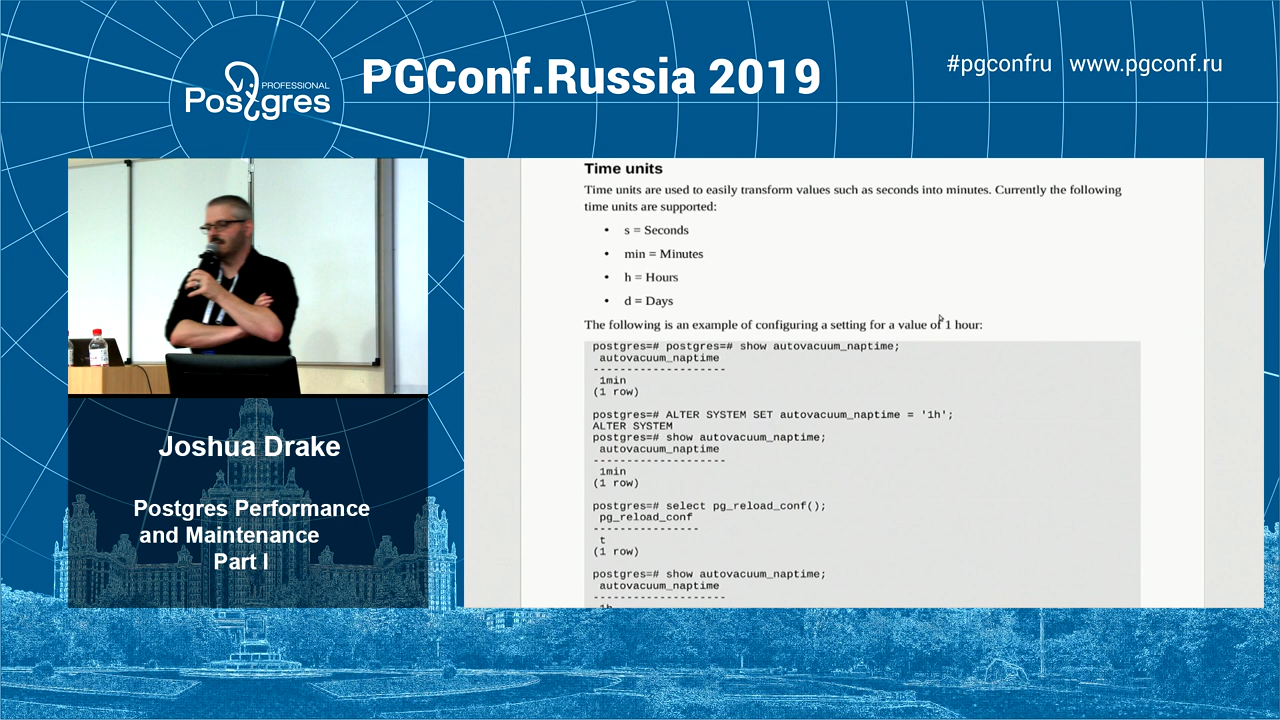 PROFESSIONAL
Postgres
PGConf.Russia 2019
#pgconfru www.pgconf.ru
Joshua Drake
Postgres Performance
and Maintenance
Part I
Time units
Time units are used to easily transform values such as seconds into minutes. Currently the following
time units are supported:
• s = Seconds
• min = Minutes
• h = Hours
• d = Days
The following is an example of configuring a setting for a value of 1 hour:
postgres=# postgres=# show autovacuum_naptime;
autovacuum_naptime
--------------------
1min
(1 row)
postgres=# ALTER SYSTEM SET autovacuum_naptime = '1h';
ALTER SYSTEM
postgres=# show autovacuum_naptime;
autovacuum_naptime
--------------------
1min
(1 row)
postgres=# select pg_reload_conf();
pg_reload_conf
----------------
t
(1 row)
postgres=# show autovacuum_naptime;
autovacuum_naptime
--------------------